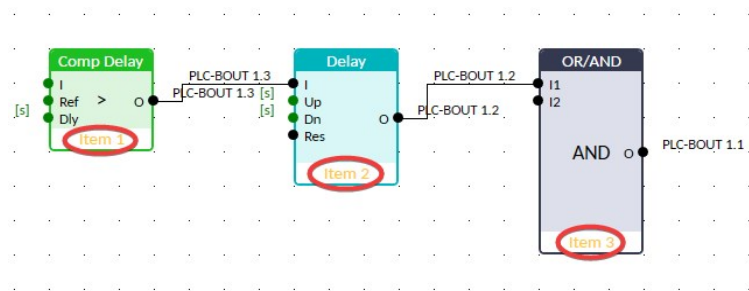 Comp Delay
I
Ref >
Dly
O
[s]
Item 1
PLC-BOUT 1.3
PLC-BOUT 1.3
Delay
I
[s] Up
[s] Dn
Res
O
Item 2
PLC-BOUT 1.2
PLC-BOUT 1.2
OR/AND
I1
I2
AND O
Item 3
PLC-BOUT 1.1